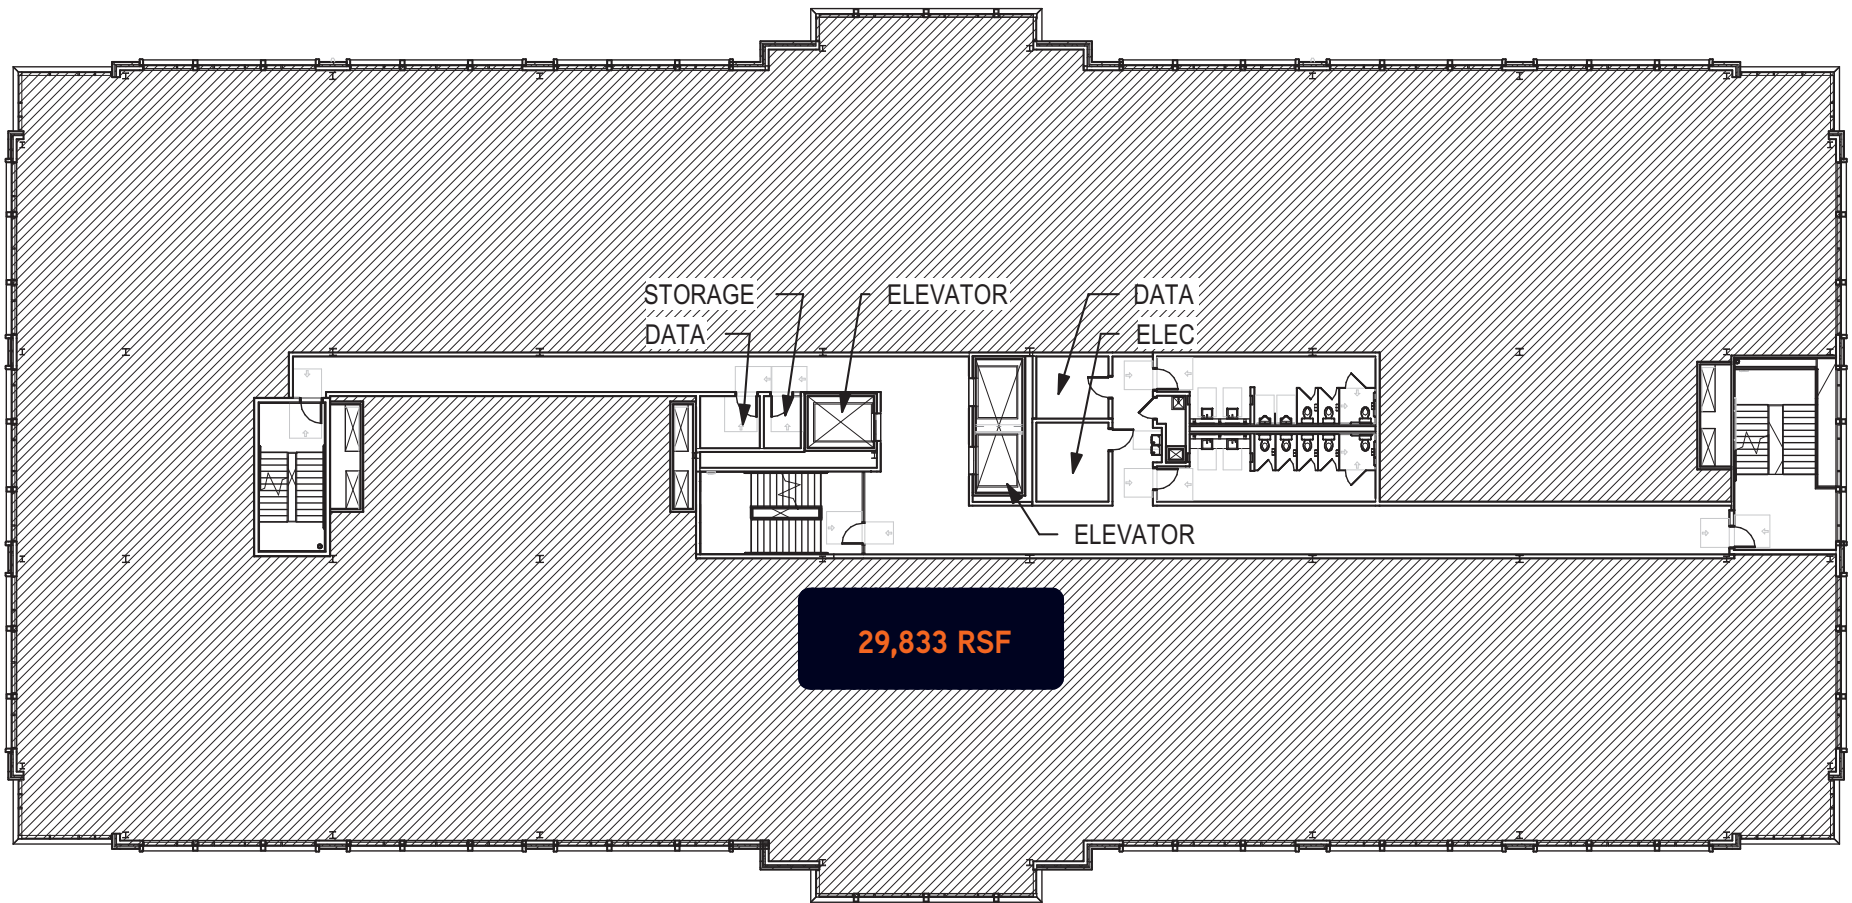 STORAGE
ELEVATOR
DATA
DATA
ELEC
ELEVATOR
29,833 RSF